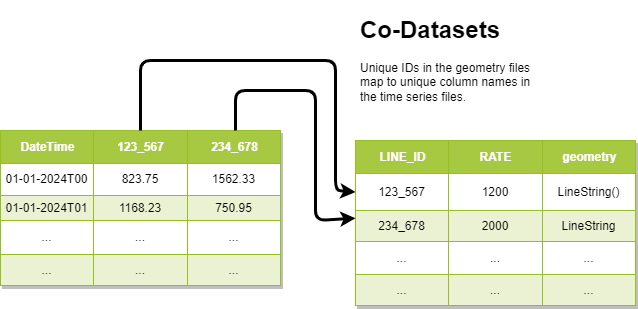 Co-Datasets
Unique IDs in the geometry files
map to unique column names in
the time series files.
DateTime 123_567 234_678
01-01-2024T00 823.75 1562.33
01-01-2024T01 1168.23 750.95
... ... ...
... ... ...
LINE_ID RATE geometry
123_567 1200 LineString()
234_678 2000 LineString
... ... ...
... ... ...